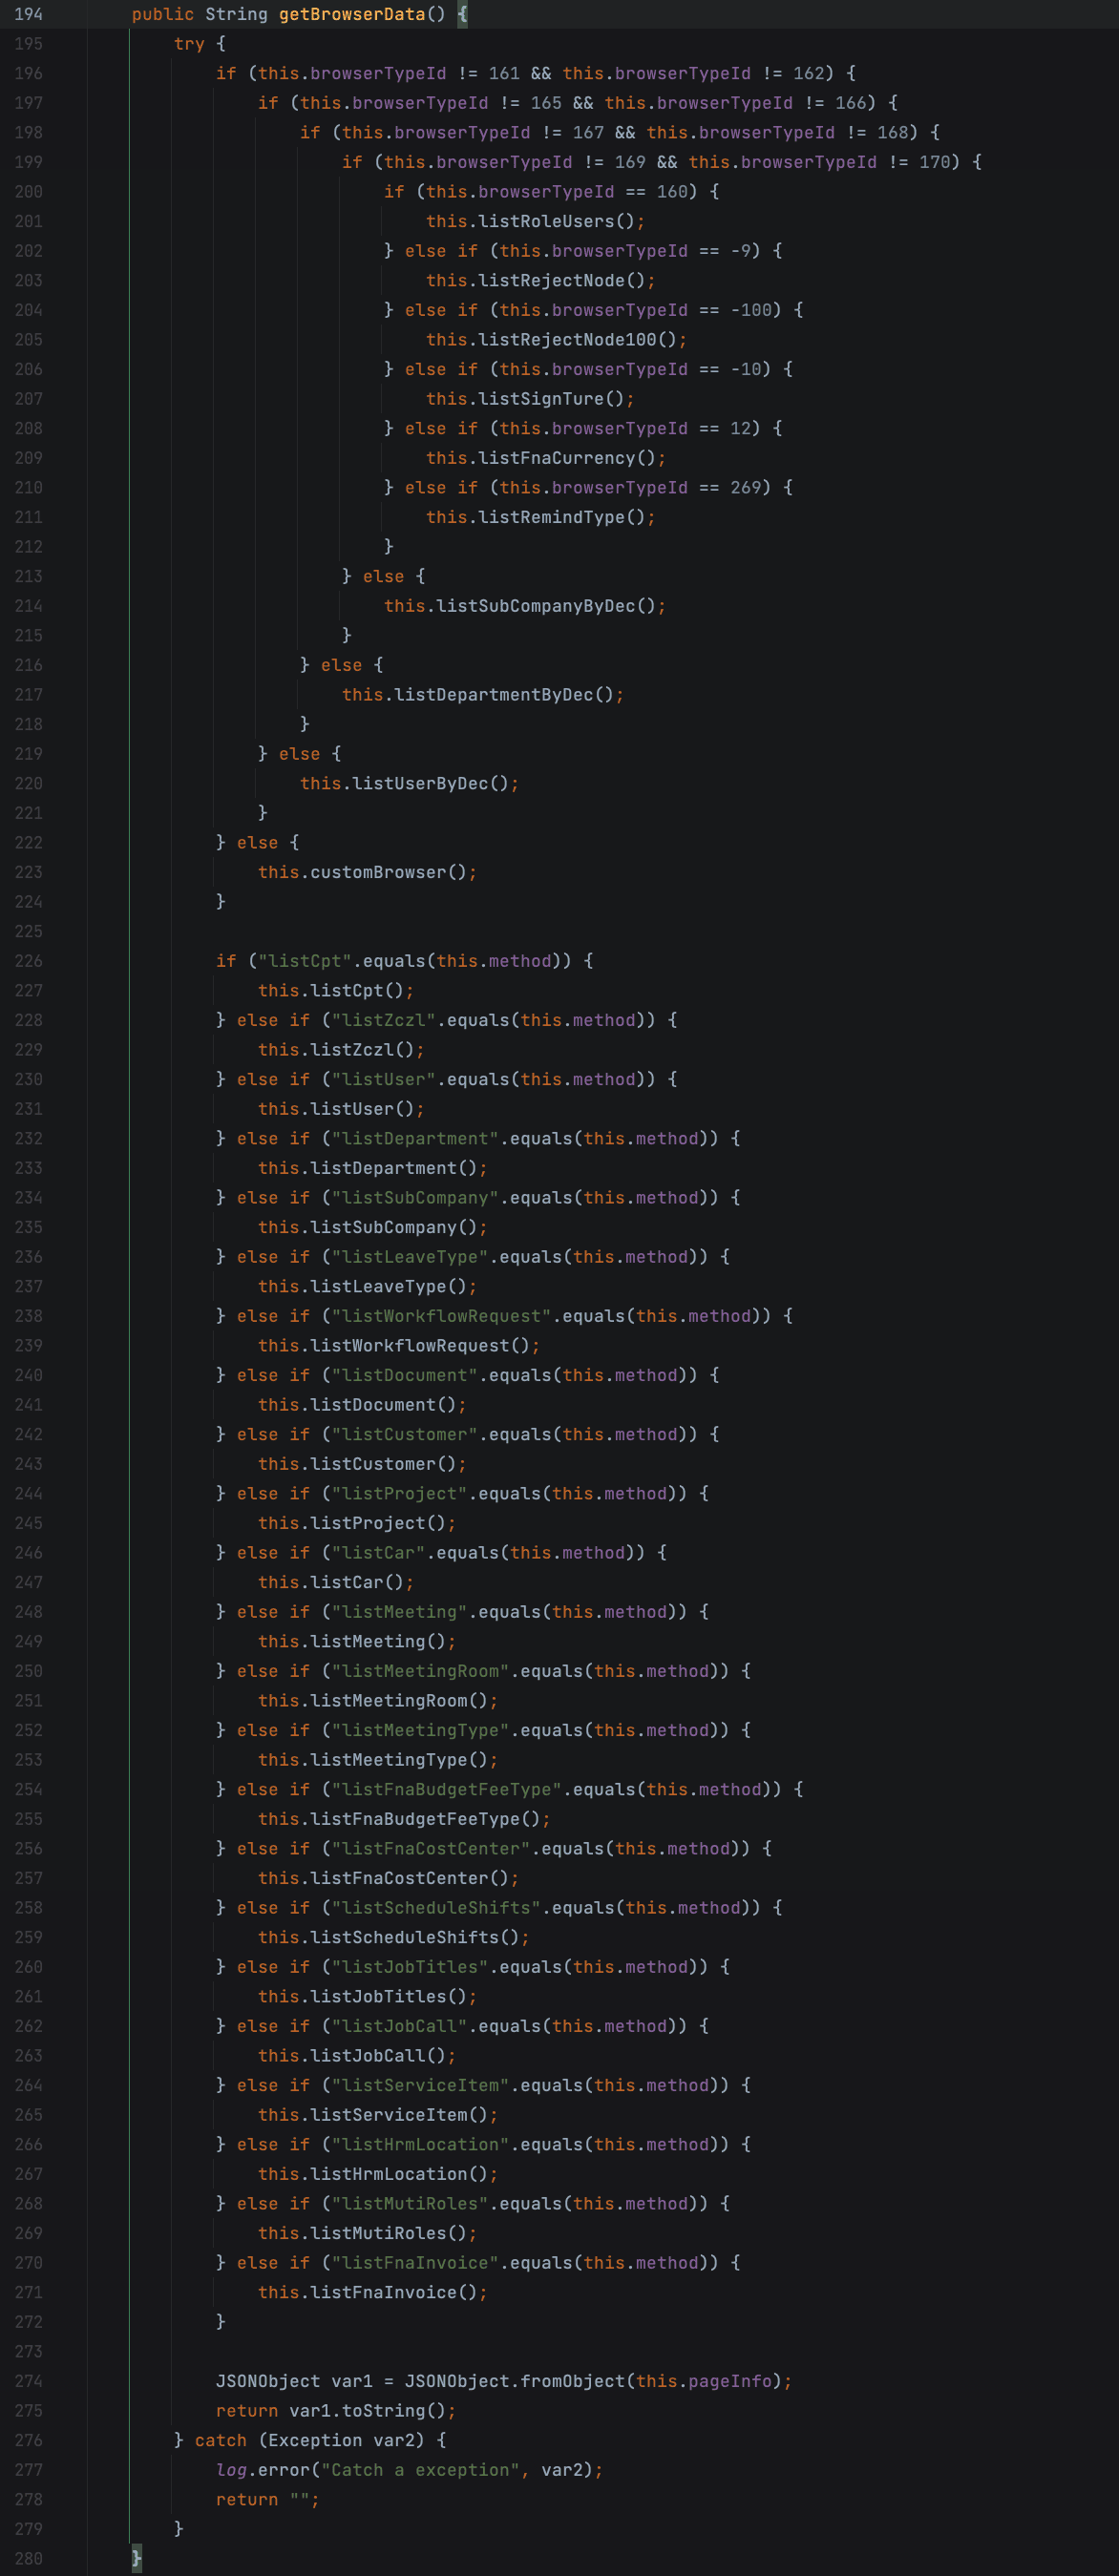 194 public String getBrowserData() {
195 try {
196 if (this.browserTypeId != 161 && this.browserTypeId != 162) {
197 if (this.browserTypeId != 165 && this.browserTypeId != 166) {
198 if (this.browserTypeId != 167 && this.browserTypeId != 168) {
199 if (this.browserTypeId != 169 && this.browserTypeId != 170) {
200 if (this.browserTypeId == 160) {
201 this.listRoleUsers();
202 } else if (this.browserTypeId == -9) {
203 this.listRejectNode();
204 } else if (this.browserTypeId == -100) {
205 this.listRejectNode100();
206 } else if (this.browserTypeId == -10) {
207 this.listSignTure();
208 } else if (this.browserTypeId == 12) {
209 this.listFnaCurrency();
210 } else if (this.browserTypeId == 269) {
211 this.listRemindType();
212 }
213 } else {
214 this.listSubCompanyByDec();
215 }
216 } else {
217 this.listDepartmentByDec();
218 }
219 } else {
220 this.listUserByDec();
221 }
222 } else {
223 this.customBrowser();
224 }
225
226 if ("listCpt".equals(this.method)) {
227 this.listCpt();
228 } else if ("listZczl".equals(this.method)) {
229 this.listZczl();
230 } else if ("listUser".equals(this.method)) {
231 this.listUser();
232 } else if ("listDepartment".equals(this.method)) {
233 this.listDepartment();
234 } else if ("listSubCompany".equals(this.method)) {
235 this.listSubCompany();
236 } else if ("listLeaveType".equals(this.method)) {
237 this.listLeaveType();
238 } else if ("listWorkflowRequest".equals(this.method)) {
239 this.listWorkflowRequest();
240 } else if ("listDocument".equals(this.method)) {
241 this.listDocument();
242 } else if ("listCustomer".equals(this.method)) {
243 this.listCustomer();
244 } else if ("listProject".equals(this.method)) {
245 this.listProject();
246 } else if ("listCar".equals(this.method)) {
247 this.listCar();
248 } else if ("listMeeting".equals(this.method)) {
249 this.listMeeting();
250 } else if ("listMeetingRoom".equals(this.method)) {
251 this.listMeetingRoom();
252 } else if ("listMeetingType".equals(this.method)) {
253 this.listMeetingType();
254 } else if ("listFnaBudgetFeeType".equals(this.method)) {
255 this.listFnaBudgetFeeType();
256 } else if ("listFnaCostCenter".equals(this.method)) {
257 this.listFnaCostCenter();
258 } else if ("listScheduleShifts".equals(this.method)) {
259 this.listScheduleShifts();
260 } else if ("listJobTitles".equals(this.method)) {
261 this.listJobTitles();
262 } else if ("listJobCall".equals(this.method)) {
263 this.listJobCall();
264 } else if ("listServiceItem".equals(this.method)) {
265 this.listServiceItem();
266 } else if ("listHrmLocation".equals(this.method)) {
267 this.listHrmLocation();
268 } else if ("listMutiRoles".equals(this.method)) {
269 this.listMutiRoles();
270 } else if ("listFnaInvoice".equals(this.method)) {
271 this.listFnaInvoice();
272 }
273
274 JSONObject var1 = JSONObject.fromObject(this.pageInfo);
275 return var1.toString();
276 } catch (Exception var2) {
277 log.error("Catch a exception", var2);
278 return "";
279 }
280 }